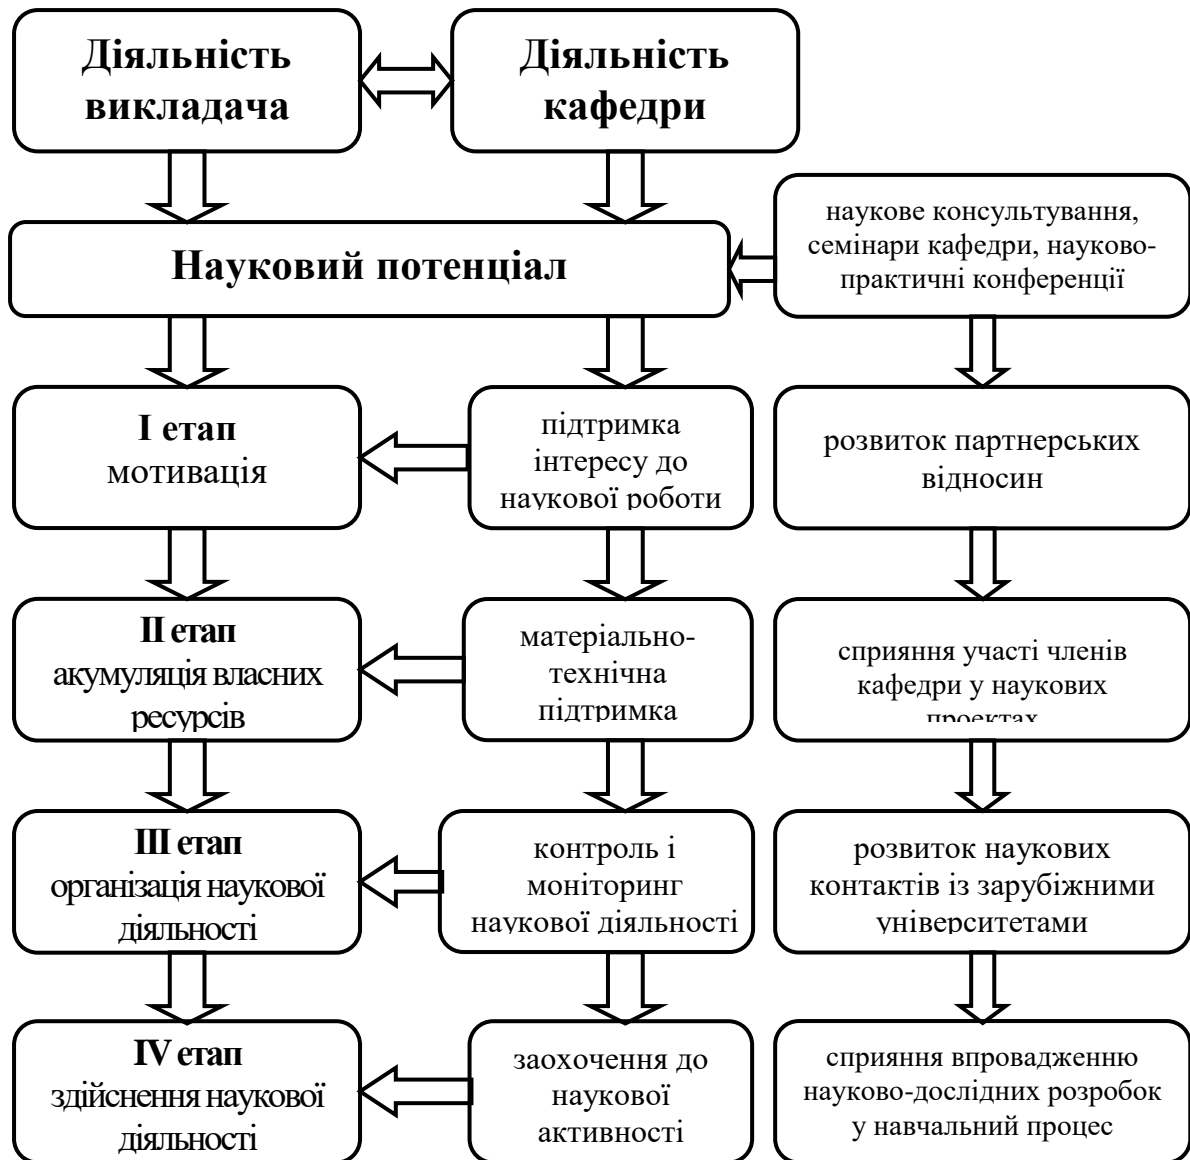 Діяльність
викладача
Діяльність
кафедри
Науковий потенціал
наукове консультування,
семінари кафедри, науково-
практичні конференції
І етап
мотивація
підтримка
інтересу до
наукової роботи
розвиток партнерських
відносин
ІІ етап
акумуляція власних
ресурсів
матеріально-
технічна
підтримка
сприяння участі членів
кафедри у наукових
проектах
ІІІ етап
організація наукової
діяльності
контроль і
моніторинг
наукової діяльності
розвиток наукових
контактів із зарубіжними
університетами
IV етап
здійснення наукової
діяльності
заохочення до
наукової
активності
сприяння впровадженню
науково-дослідних розробок
у навчальний процес